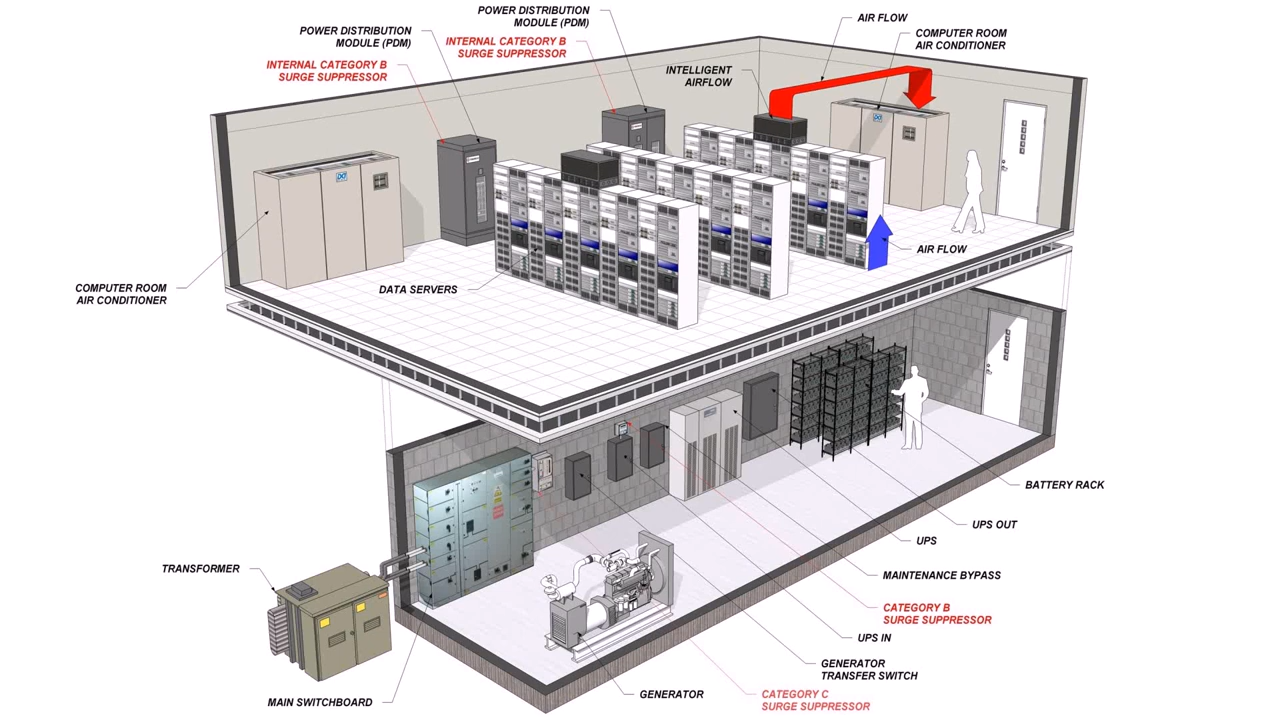 POWER DISTRIBUTION
MODULE (PDM)
AIR FLOW
POWER DISTRIBUTION
MODULE (PDM)
INTERNAL CATEGORY B
SURGE SUPPRESSOR
COMPUTER ROOM
AIR CONDITIONER
INTERNAL CATEGORY B
SURGE SUPPRESSOR
INTELLIGENT
AIRFLOW
AIR FLOW
COMPUTER ROOM
AIR CONDITIONER
DATA SERVERS
BATTERY RACK
UPS OUT
UPS
TRANSFORMER
MAINTENANCE BYPASS
CATEGORY B
SURGE SUPPRESSOR
UPS IN
GENERATOR
TRANSFER SWITCH
MAIN SWITCHBOARD
GENERATOR
CATEGORY C
SURGE SUPPRESSOR